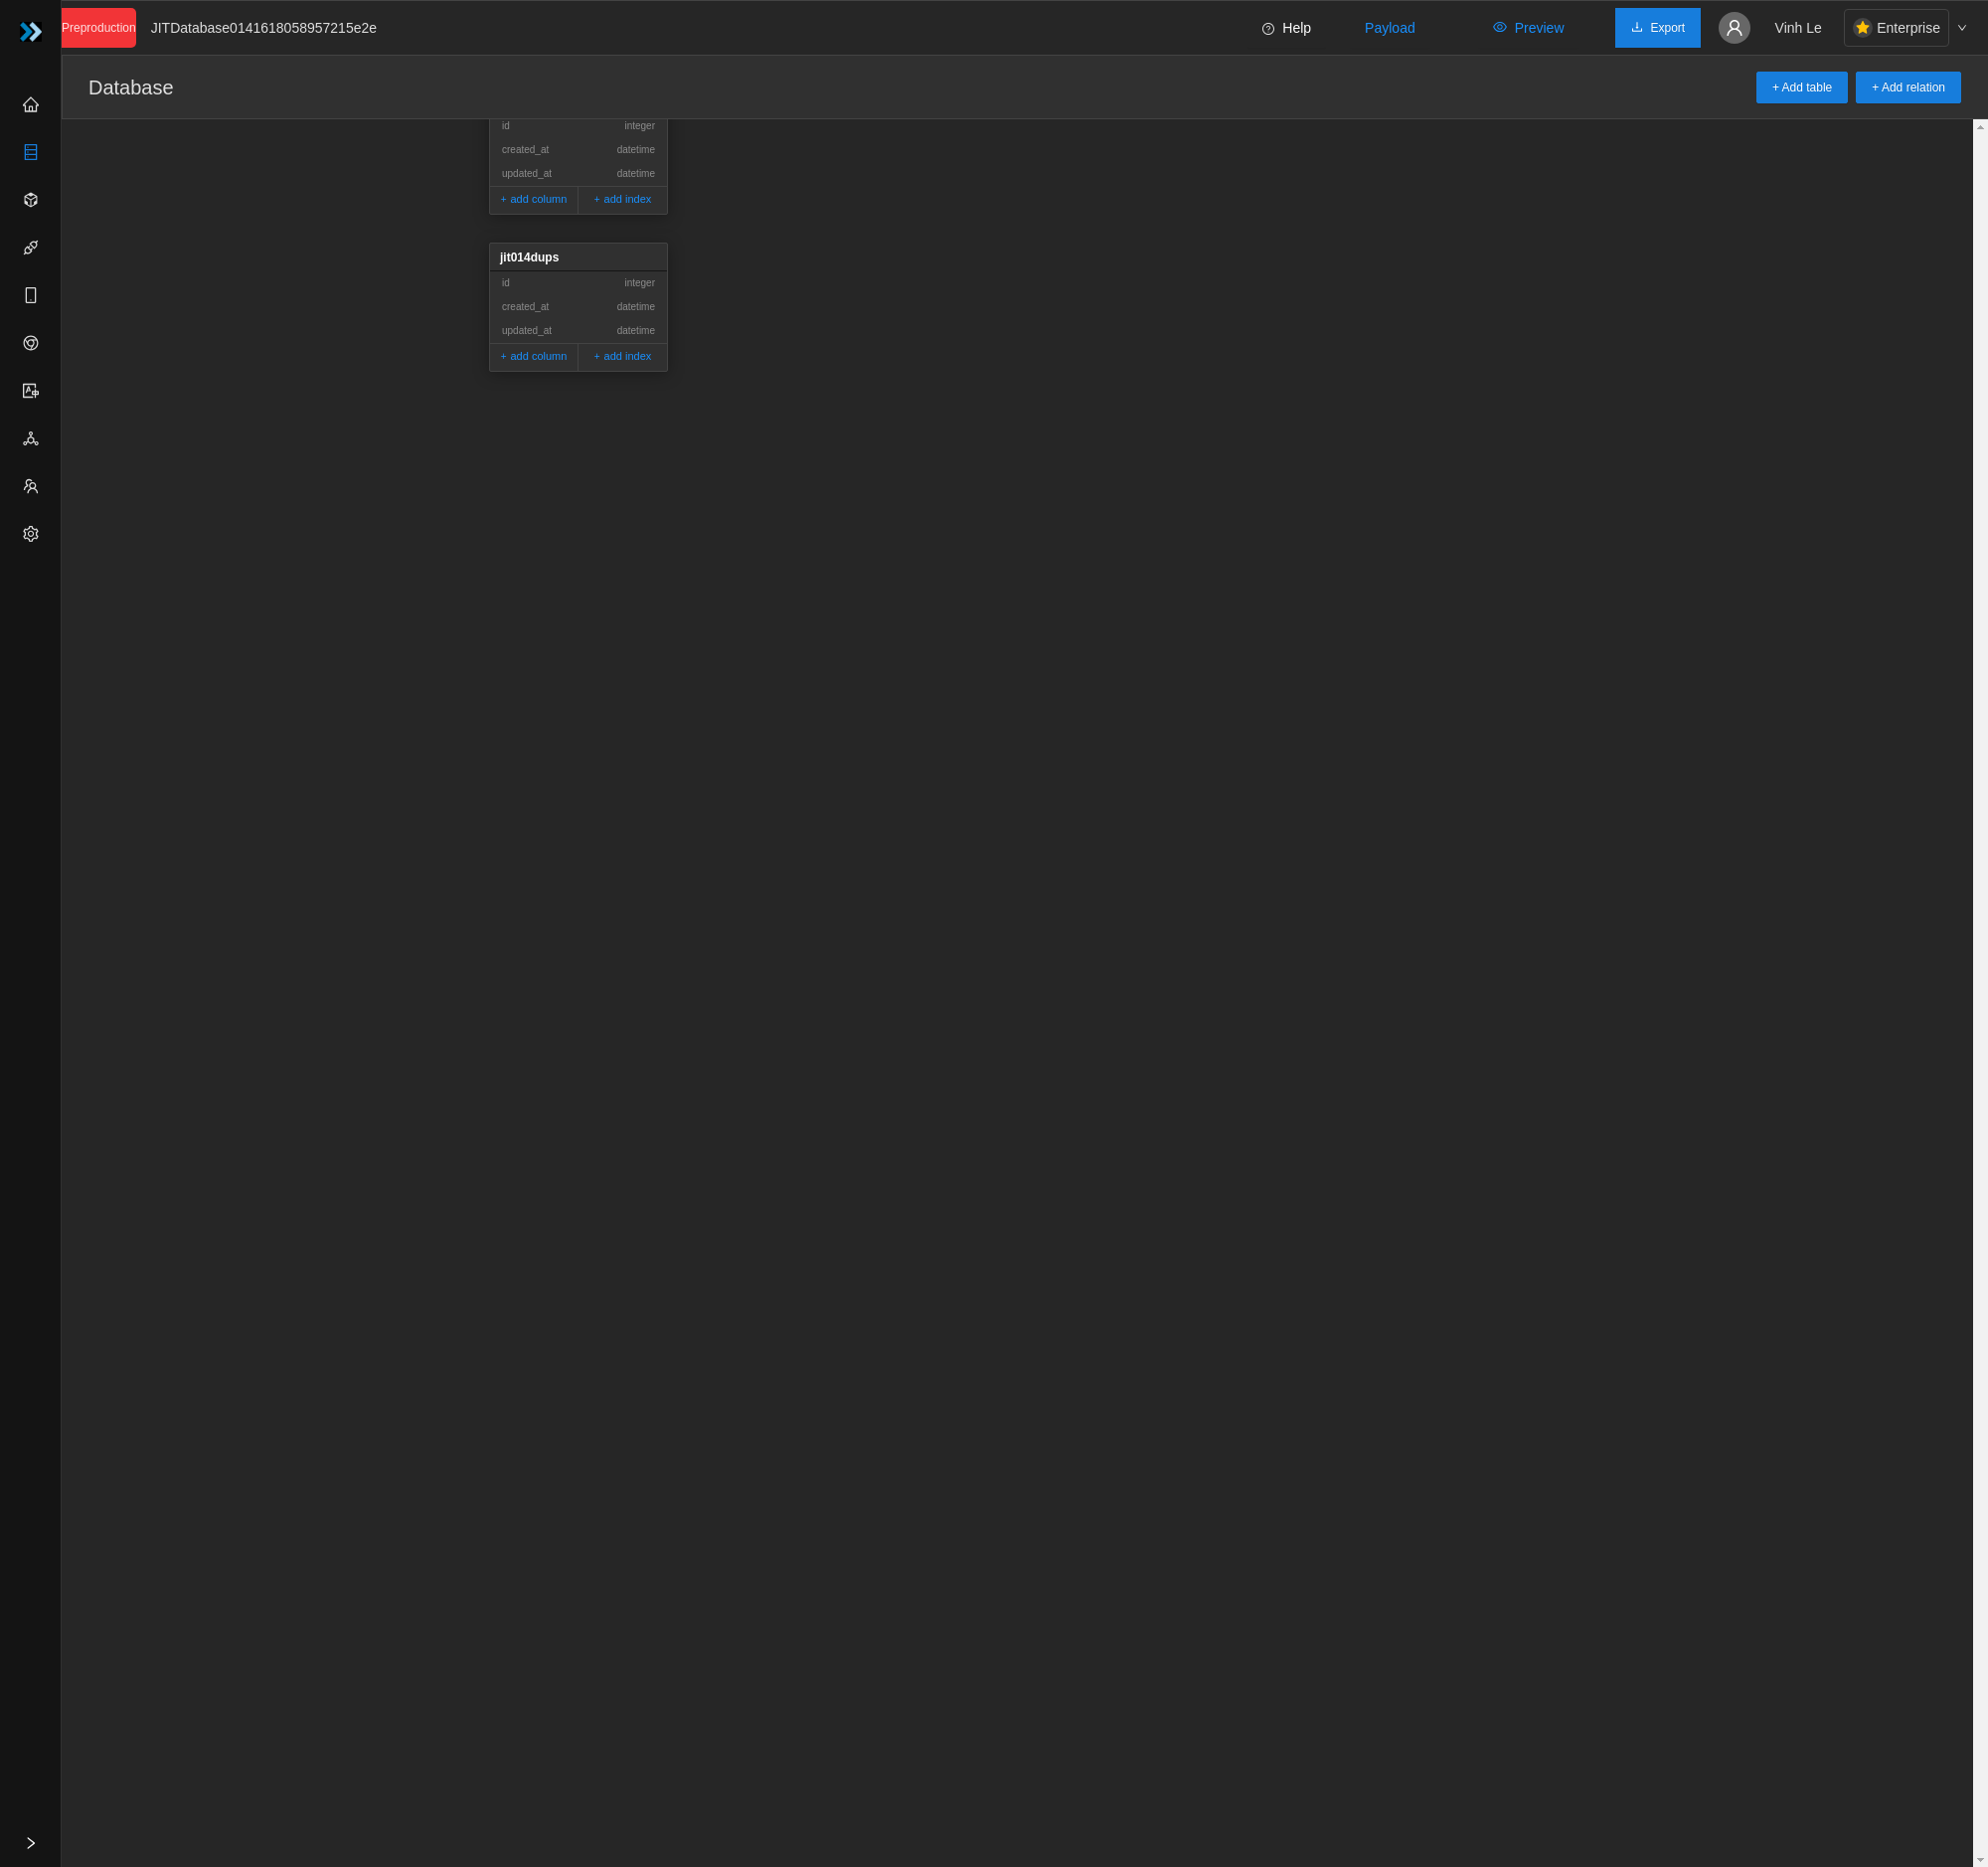 Preproduction JITDatabase0141618058957215e2e Help Payload Preview Export Vinh Le Enterprise
Database + Add table + Add relation
id integer
created_at datetime
updated_at datetime
+ add column + add index
jit014dups
id integer
created_at datetime
updated_at datetime
+ add column + add index